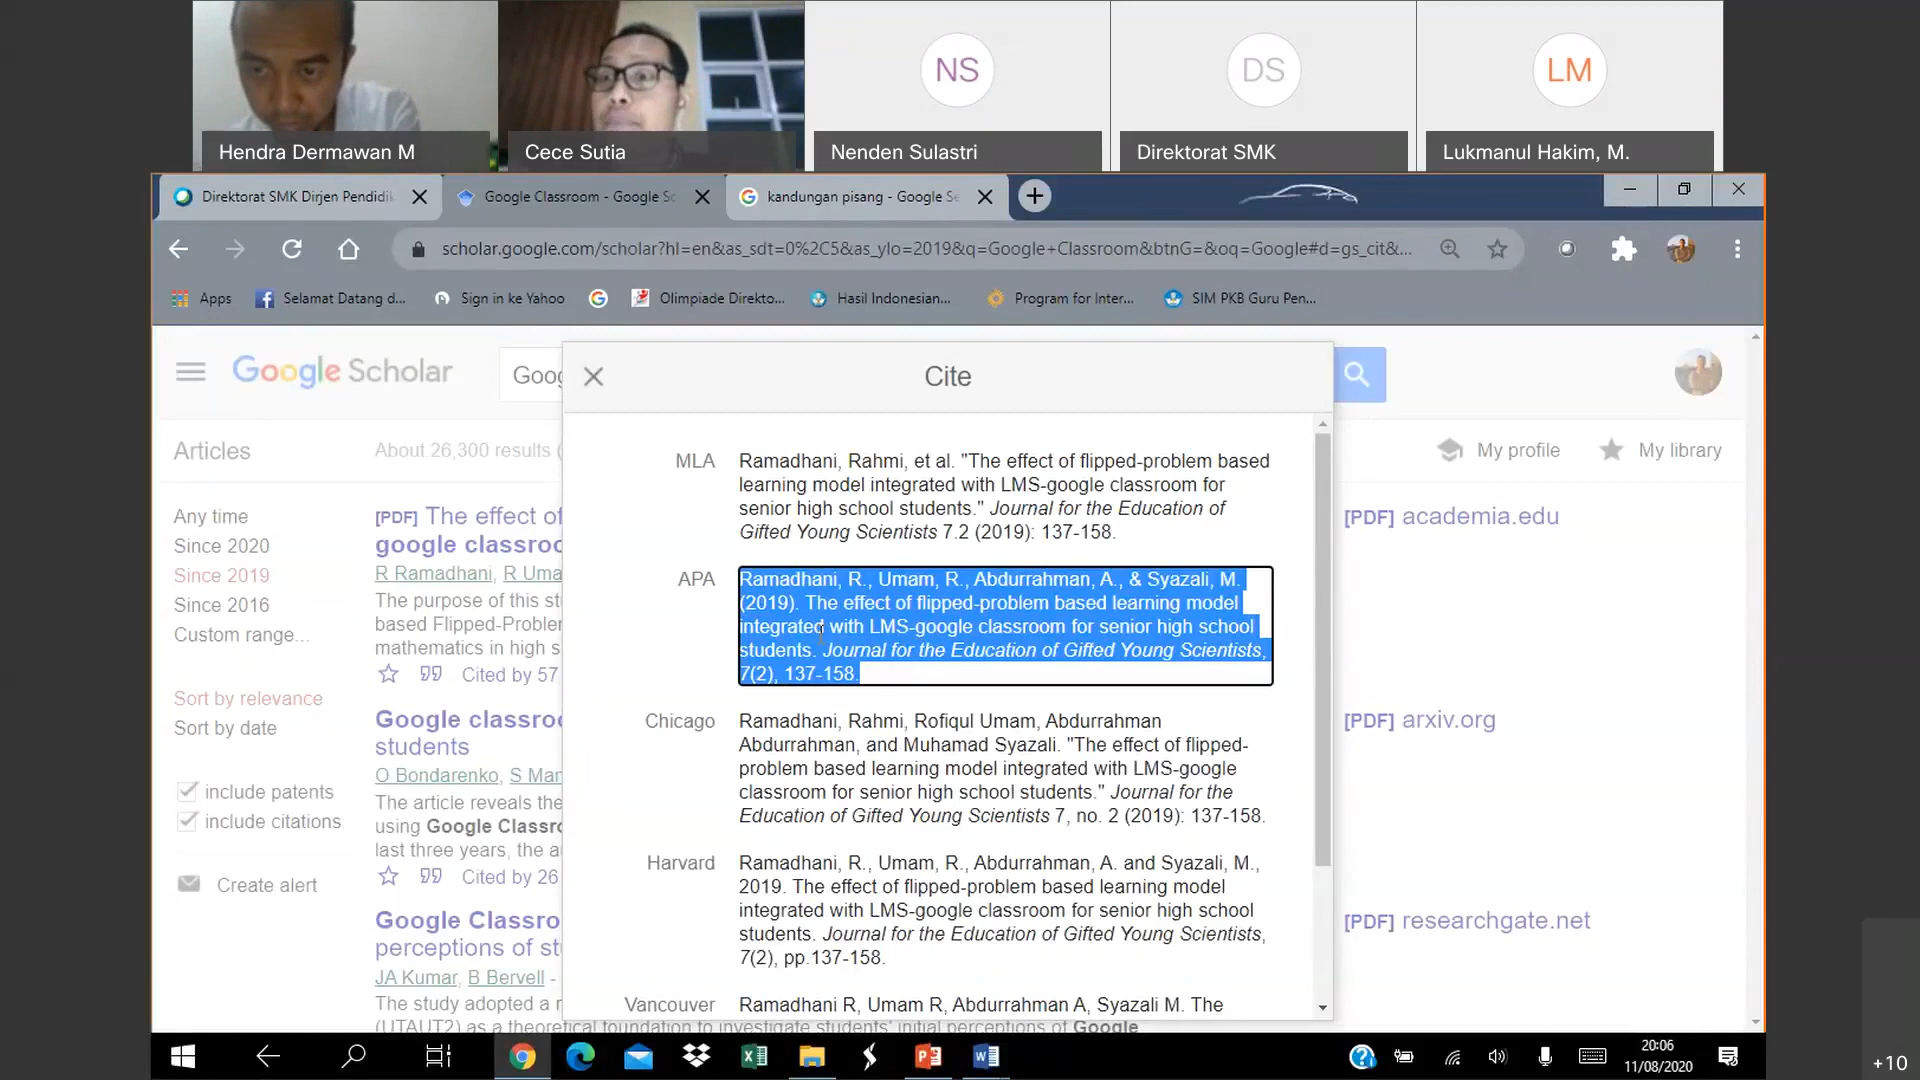 Hendra Dermawan M
Cece Sutia
NS
Nenden Sulastri
DS
Direktorat SMK
LM
Lukmanul Hakim, M.
Direktorat SMK Dirjen Pendidik
Google Classroom - Google Sc
kandungan pisang - Google Se
scholar.google.com/scholar?hl=en&as_sdt=0%2C5&as_ylo=2019&q=Google+Classroom&btnG=&oq=Google#d=gs_cit&...
Apps
Selamat Datang d...
Sign in ke Yahoo
Olimpiade Direkto...
Hasil Indonesian...
Program for Inter...
SIM PKB Guru Pen...
Google Scholar
Goog
Cite
Articles
About 26,300 results (
My profile
My library
Any time
Since 2020
Since 2019
Since 2016
Custom range...
Sort by relevance
Sort by date
include patents
include citations
Create alert
[PDF] The effect of
google classroo
R Ramadhani, R Uma
The purpose of this st
based Flipped-Probler
mathematics in high s
Cited by 57
Google classroo
students
O Bondarenko, S Man
The article reveals the
using Google Classro
last three years, the a
Cited by 26
Google Classro
perceptions of st
JA Kumar, B Bervell -
The study adopted a r
(UTAUT2) as a theoretical foundation to investigate students' initial perceptions of Google
MLA
Ramadhani, Rahmi, et al. "The effect of flipped-problem based
learning model integrated with LMS-google classroom for
senior high school students." Journal for the Education of
Gifted Young Scientists 7.2 (2019): 137-158.
APA
Ramadhani, R., Umam, R., Abdurrahman, A., & Syazali, M.
(2019). The effect of flipped-problem based learning model
integrated with LMS-google classroom for senior high school
students. Journal for the Education of Gifted Young Scientists,
7(2), 137-158.
Chicago
Ramadhani, Rahmi, Rofiqul Umam, Abdurrahman
Abdurrahman, and Muhamad Syazali. "The effect of flipped-
problem based learning model integrated with LMS-google
classroom for senior high school students." Journal for the
Education of Gifted Young Scientists 7, no. 2 (2019): 137-158.
Harvard
Ramadhani, R., Umam, R., Abdurrahman, A. and Syazali, M.,
2019. The effect of flipped-problem based learning model
integrated with LMS-google classroom for senior high school
students. Journal for the Education of Gifted Young Scientists,
7(2), pp.137-158.
Vancouver
Ramadhani R, Umam R, Abdurrahman A, Syazali M. The
[PDF] academia.edu
[PDF] arxiv.org
[PDF] researchgate.net
20:06
11/08/2020
+10